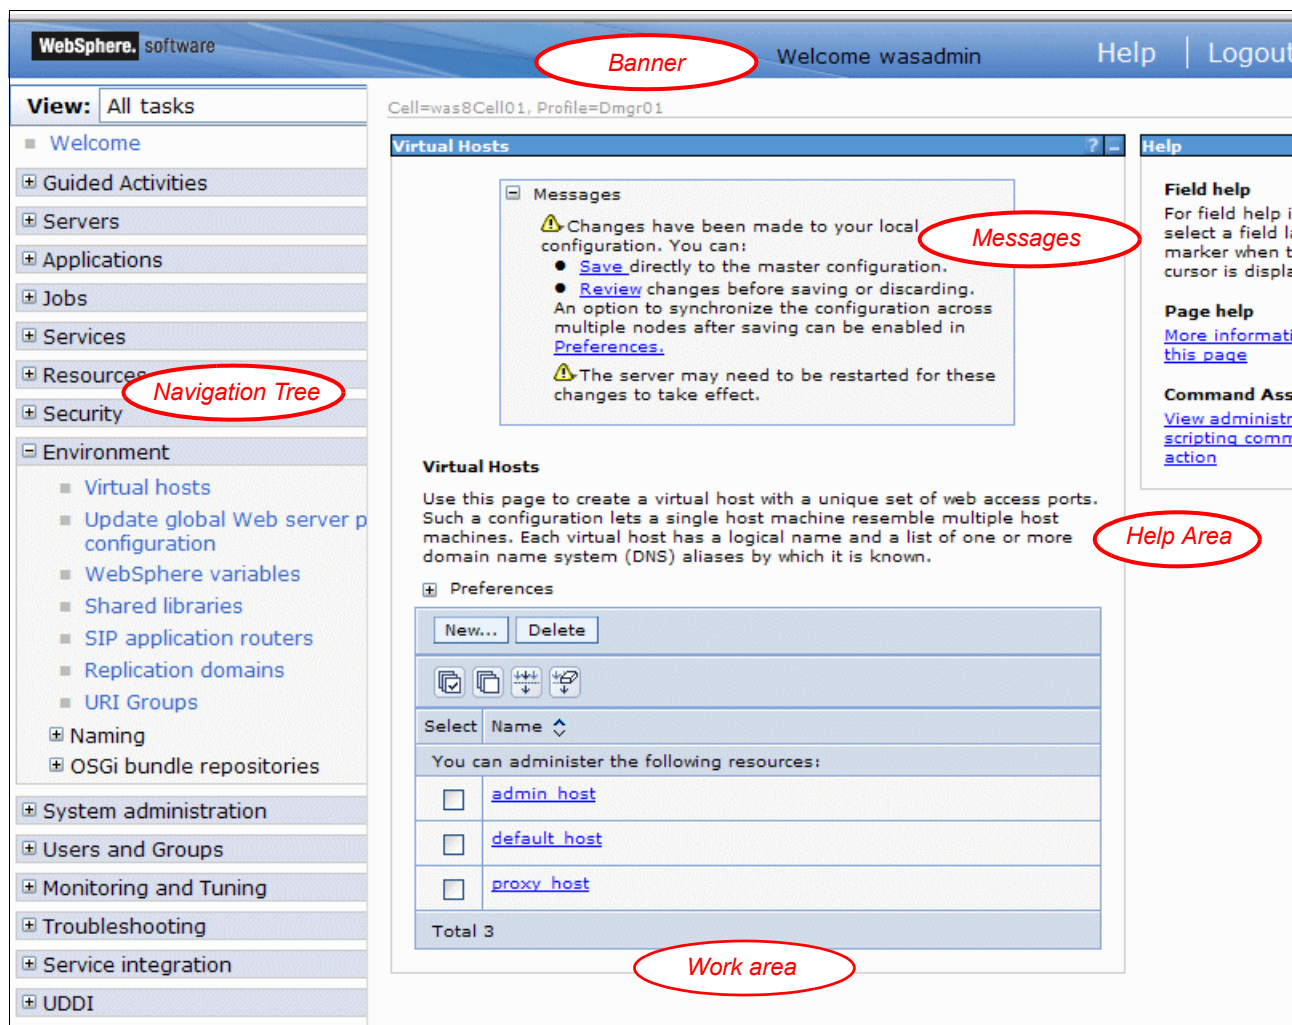 WebSphere. software
Banner
Welcome wasadmin
Help
Logout
View: All tasks
Welcome
Guided Activities
Servers
Applications
Jobs
Services
Resources
Navigation Tree
Security
Environment
Virtual hosts
Update global Web server p
configuration
WebSphere variables
Shared libraries
SIP application routers
Replication domains
URI Groups
Naming
OSGi bundle repositories
System administration
Users and Groups
Monitoring and Tuning
Troubleshooting
Service integration
UDDI
Cell=was8Cell01, Profile=Dmgr01
Virtual Hosts ? -
Messages
Changes have been made to your local
configuration. You can:
Save directly to the master configuration.
Review changes before saving or discarding.
An option to synchronize the configuration across
multiple nodes after saving can be enabled in
Preferences.
The server may need to be restarted for these
changes to take effect.
Messages
Virtual Hosts
Use this page to create a virtual host with a unique set of web access ports.
Such a configuration lets a single host machine resemble multiple host
machines. Each virtual host has a logical name and a list of one or more
domain name system (DNS) aliases by which it is known.
Preferences
New... Delete
Select Name
You can administer the following resources:
admin_host
default_host
proxy_host
Total 3
Work area
Help
Field help
For field help i
select a field l
marker when t
cursor is displa
Page help
More informati
this page
Command Ass
View administr
scripting comm
action
Help Area